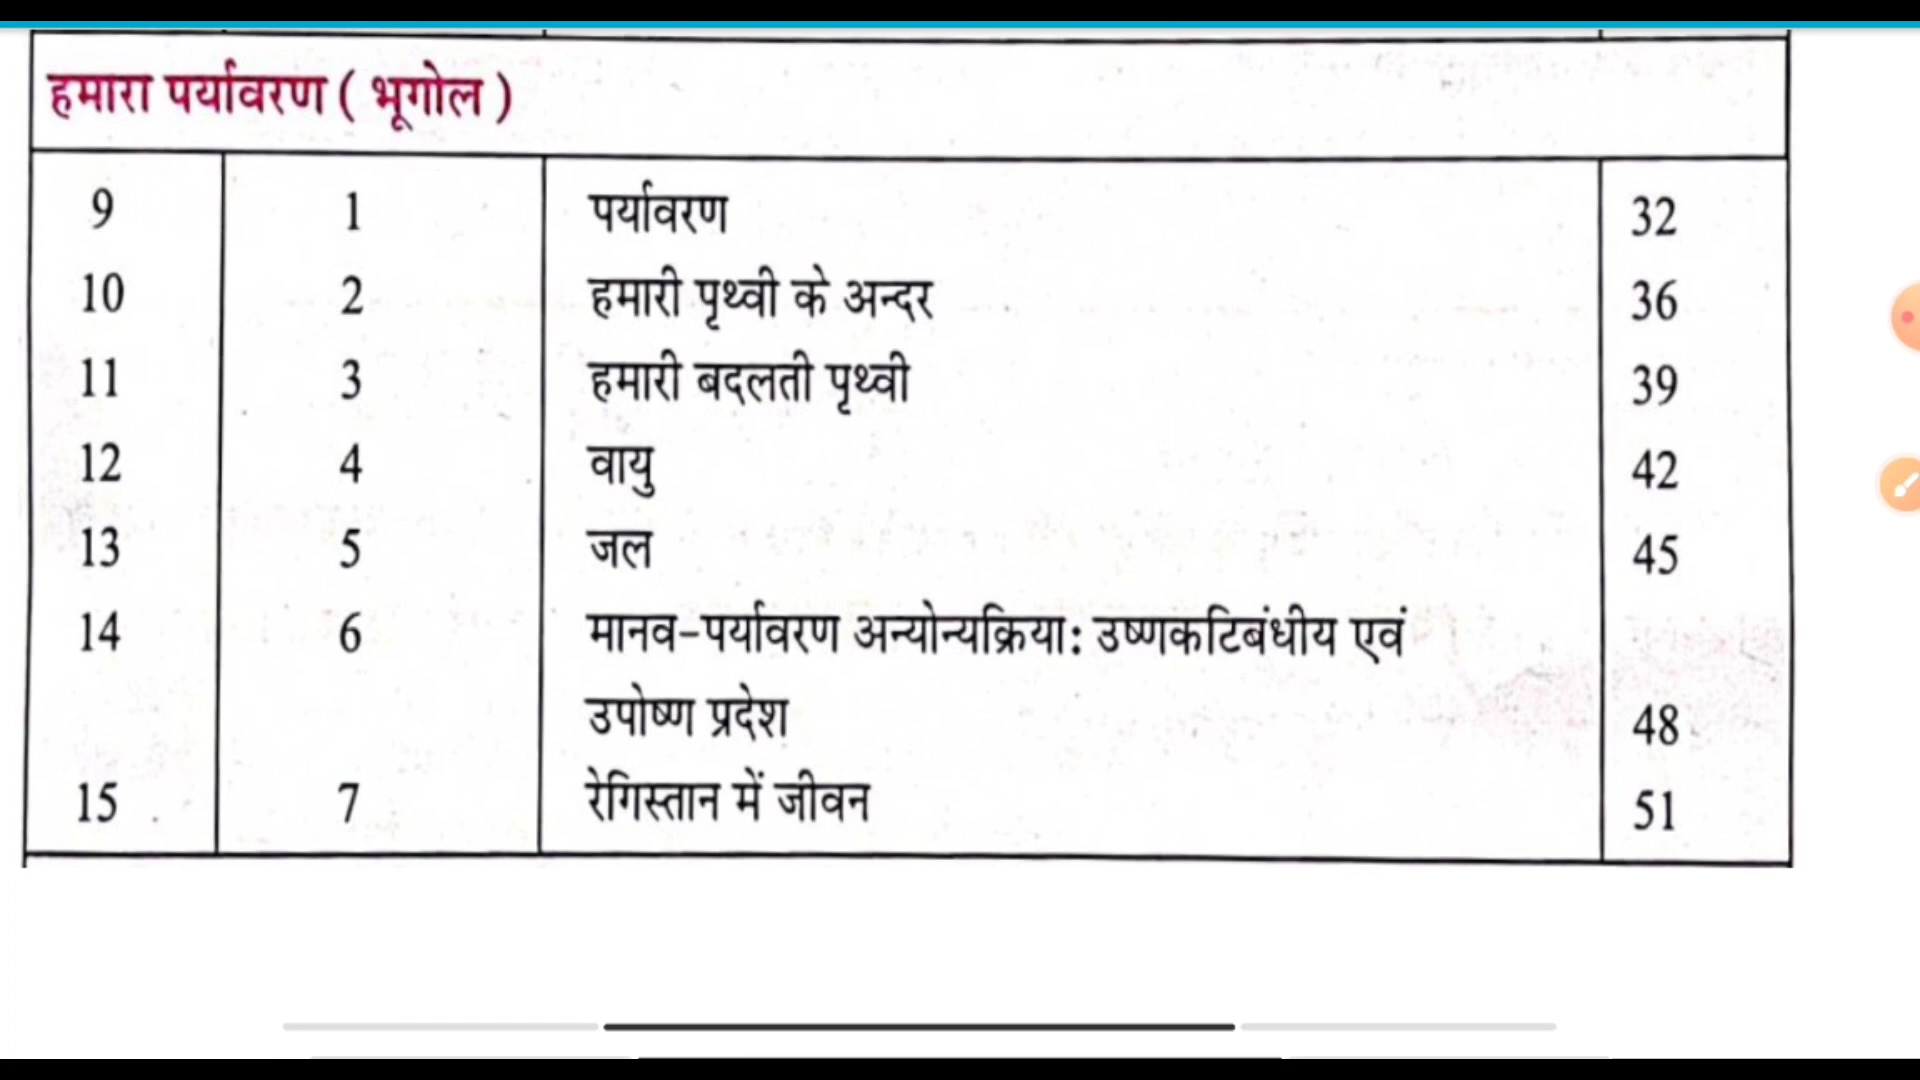 हमारा पर्यावरण ( भूगोल )
9 1 पर्यावरण 32
10 2 हमारी पृथ्वी के अन्दर 36
11 3 हमारी बदलती पृथ्वी 39
12 4 वायु 42
13 5 जल 45
14 6 मानव-पर्यावरण अन्योन्यक्रिया: उष्णकटिबंधीय एवं
उपोष्ण प्रदेश 48
15 7 रेगिस्तान में जीवन 51